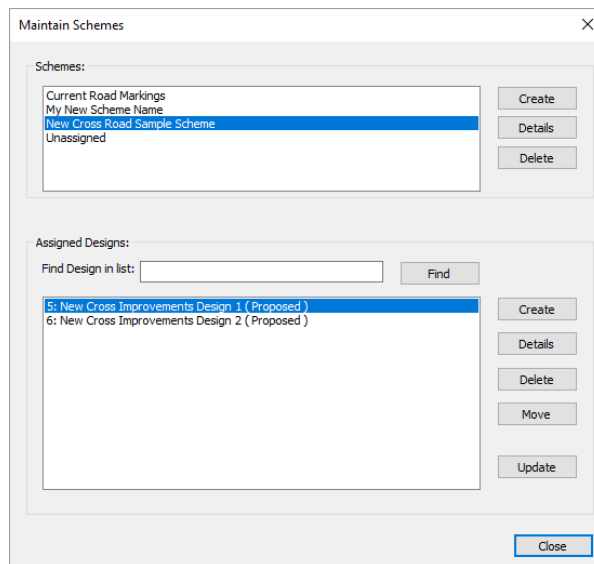 Maintain Schemes
Schemes:
Current Road Markings
My New Scheme Name
New Cross Road Sample Scheme
Unassigned
Create
Details
Delete
Assigned Designs:
Find Design in list:
Find
5: New Cross Improvements Design 1 ( Proposed )
6: New Cross Improvements Design 2 ( Proposed )
Create
Details
Delete
Move
Update
Close